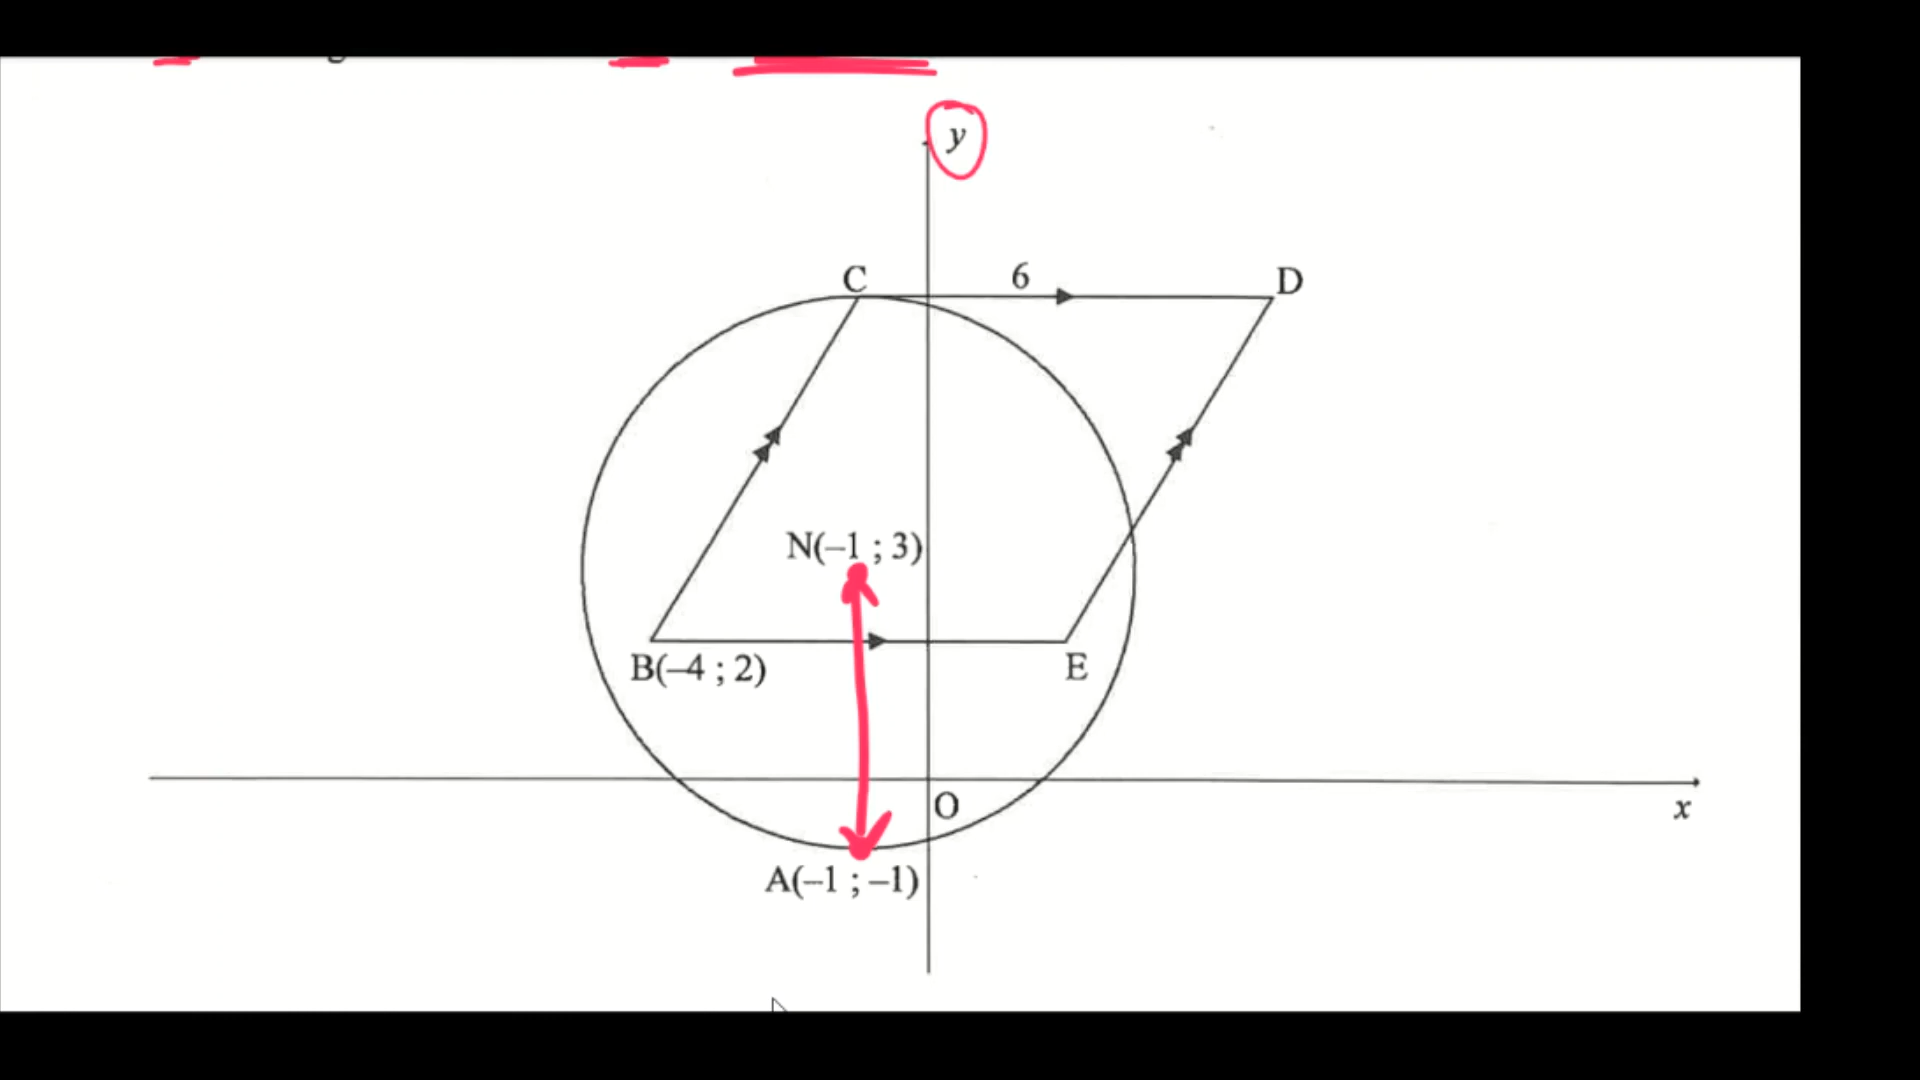 y
C 6 D
N(–1 ; 3)
B(–4 ; 2) E
O
x
A(–1 ; –1)